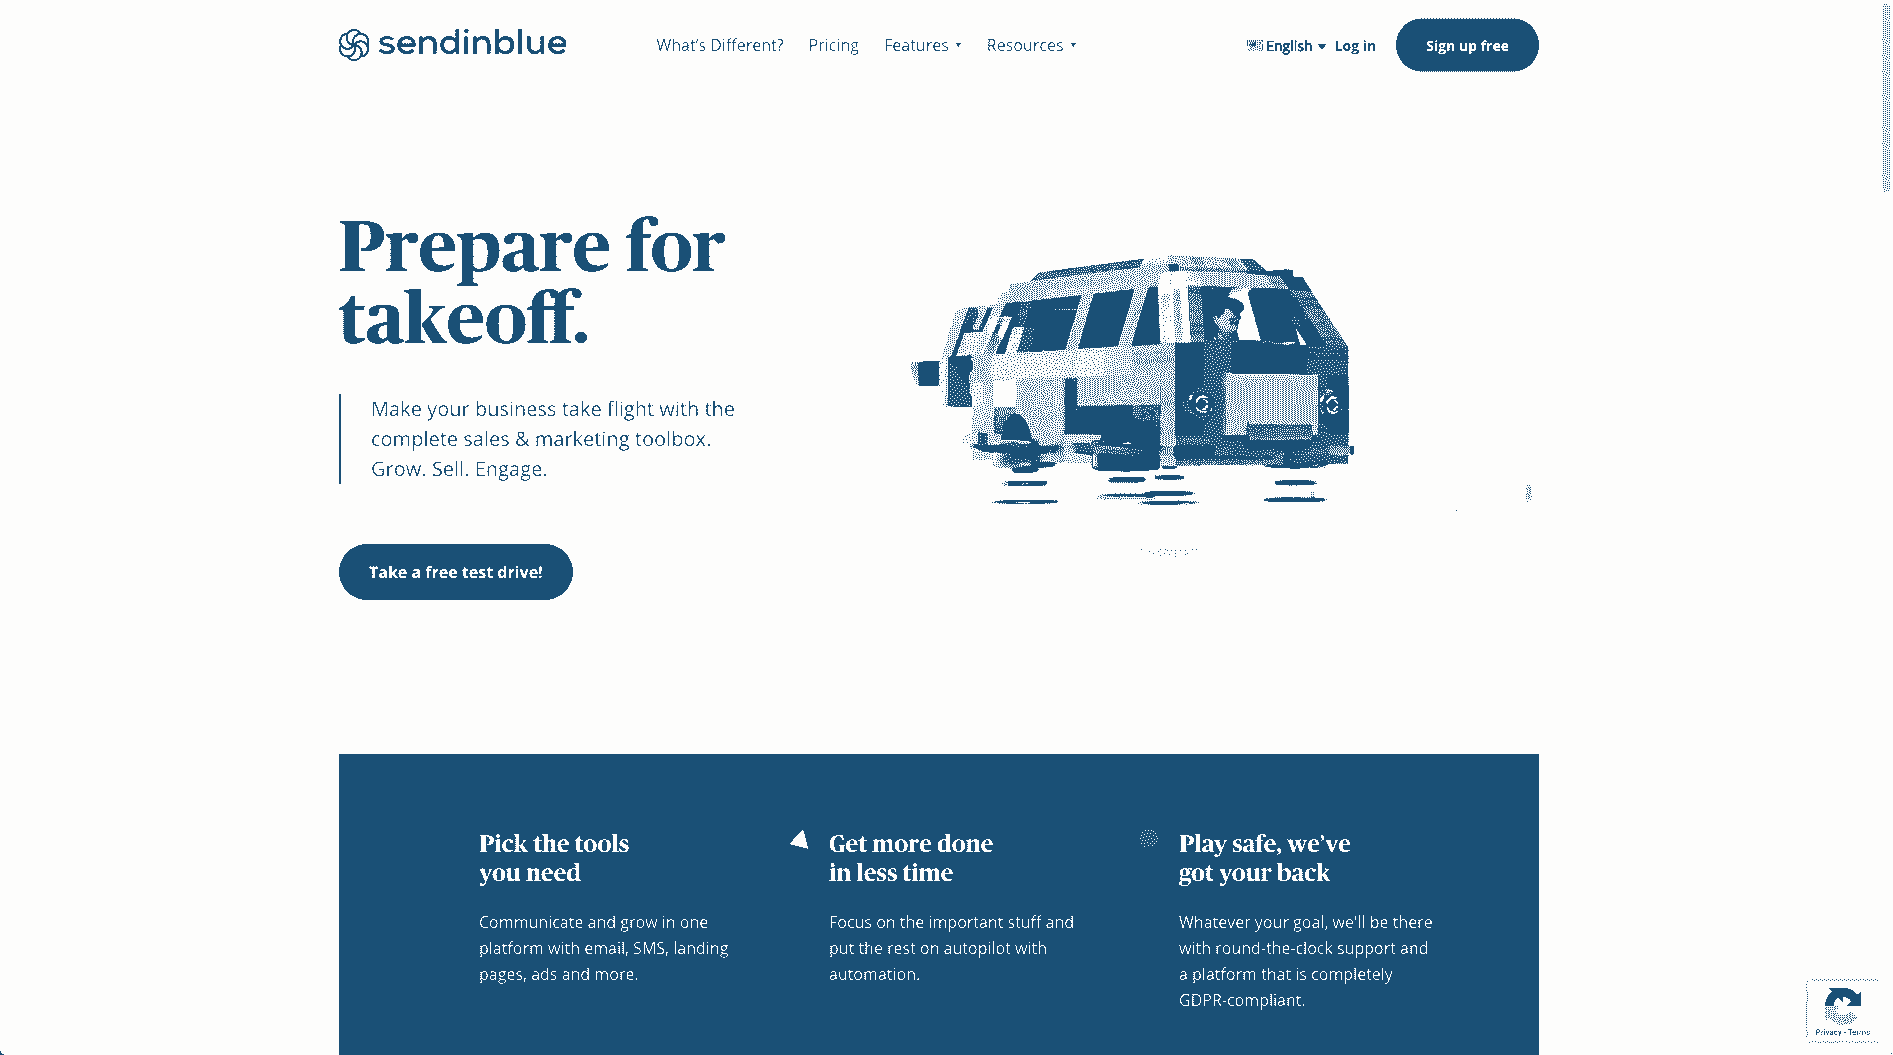 sendinblue
What's Different? Pricing Features Resources
English Log in Sign up free
Prepare for
takeoff.
Make your business take flight with the
complete sales & marketing toolbox.
Grow. Sell. Engage.
Take a free test drive!
Pick the tools
you need
Communicate and grow in one
platform with email, SMS, landing
pages, ads and more.
Get more done
in less time
Focus on the important stuff and
put the rest on autopilot with
automation.
Play safe, we've
got your back
Whatever your goal, we'll be there
with round-the-clock support and
a platform that is completely
GDPR-compliant.
Privacy - Terms